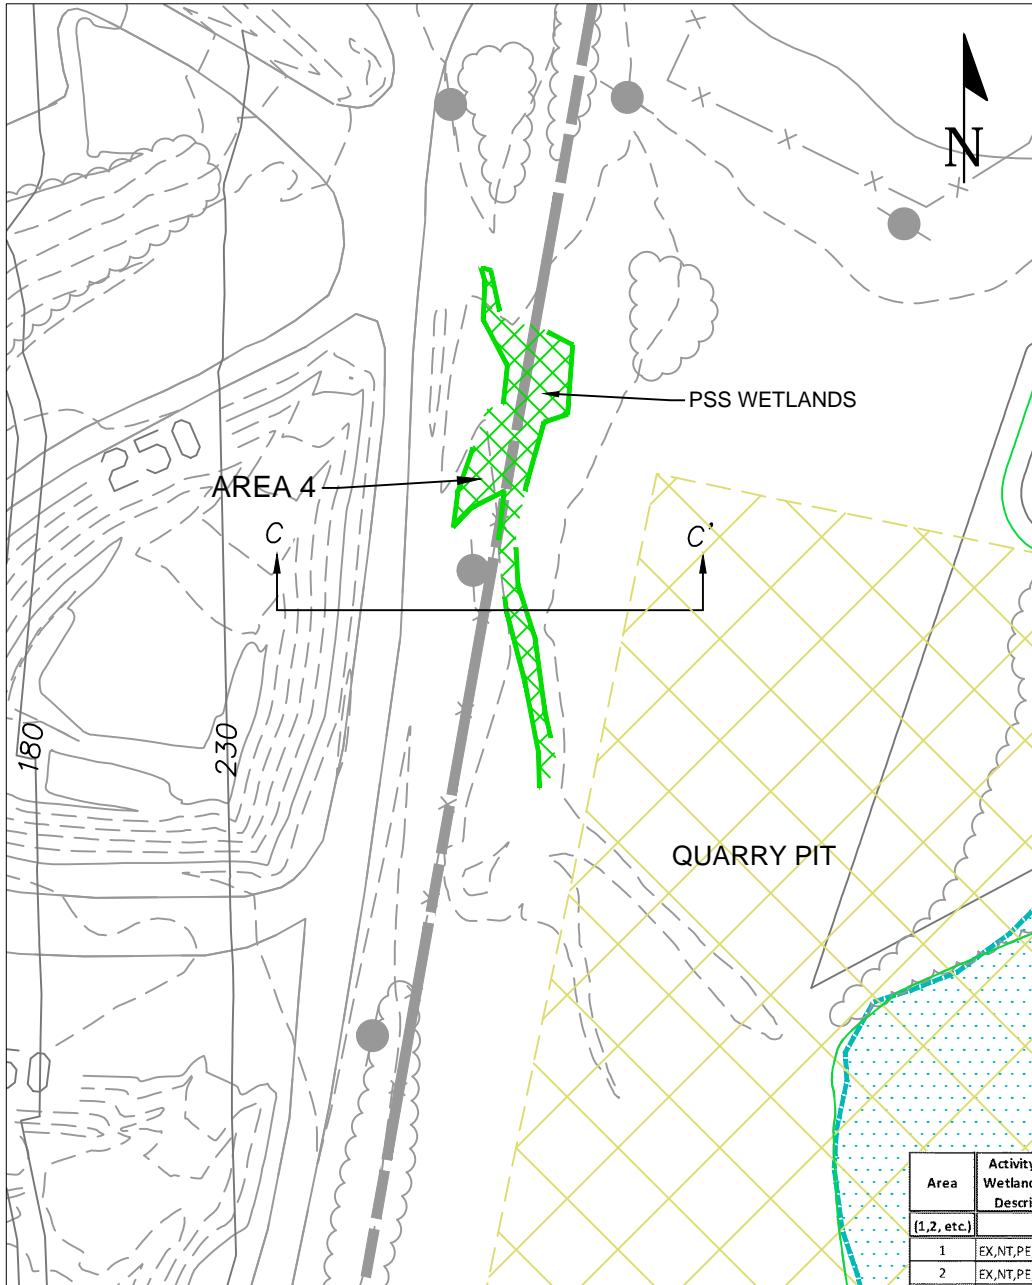 N
PSS WETLANDS
250
AREA 4
C
C'
180
230
QUARRY PIT
Area
(1,2, etc.)
1 EX,NT,PE
2 EX,NT,PE